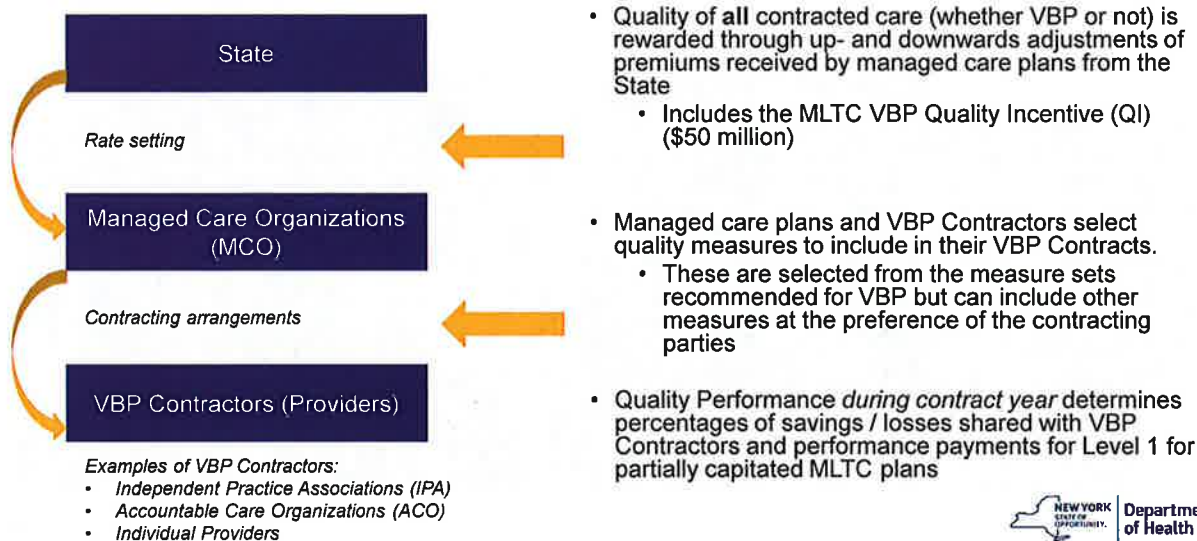 State
Rate setting
Managed Care Organizations
(MCO)
Contracting arrangements
VBP Contractors (Providers)
Examples of VBP Contractors:
• Independent Practice Associations (IPA)
• Accountable Care Organizations (ACO)
• Individual Providers
• Quality of all contracted care (whether VBP or not) is
rewarded through up- and downwards adjustments of
premiums received by managed care plans from the
State
• Includes the MLTC VBP Quality Incentive (QI)
($50 million)
• Managed care plans and VBP Contractors select
quality measures to include in their VBP Contracts.
• These are selected from the measure sets
recommended for VBP but can include other
measures at the preference of the contracting
parties
• Quality Performance during contract year determines
percentages of savings / losses shared with VBP
Contractors and performance payments for Level 1 for
partially capitated MLTC plans
NEW YORK
STATE OF
OPPORTUNITY.
Departme
of Health